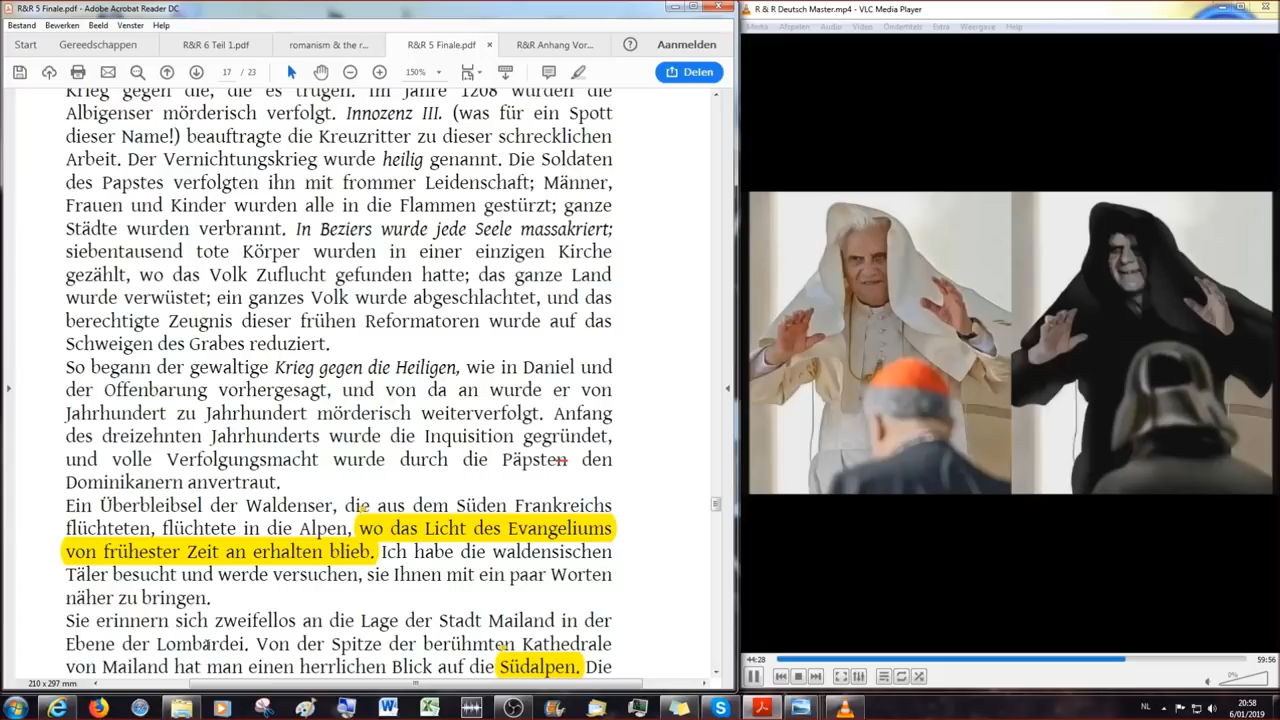 R&R 5 Finale.pdf - Adobe Acrobat Reader DC
Bestand Bewerken Beeld Venster Help
Start Gereedschappen R&R 6 Teil 1.pdf romanism & the r... R&R 5 Finale.pdf × R&R Anhang Vor... Aanmelden
17 / 23 150% Delen
Krieg gegen die, die es trugen. Im Jahre 1208 wurden die
Albigenser mörderisch verfolgt. Innozenz III. (was für ein Spott
dieser Name!) beauftragte die Kreuzritter zu dieser schrecklichen
Arbeit. Der Vernichtungskrieg wurde heilig genannt. Die Soldaten
des Papstes verfolgten ihn mit frommer Leidenschaft; Männer,
Frauen und Kinder wurden alle in die Flammen gestürzt; ganze
Städte wurden verbrannt. In Beziers wurde jede Seele massakriert;
siebentausend tote Körper wurden in einer einzigen Kirche
gezählt, wo das Volk Zuflucht gefunden hatte; das ganze Land
wurde verwüstet; ein ganzes Volk wurde abgeschlachtet, und das
berechtigte Zeugnis dieser frühen Reformatoren wurde auf das
Schweigen des Grabes reduziert.
So begann der gewaltige Krieg gegen die Heiligen, wie in Daniel und
der Offenbarung vorhergesagt, und von da an wurde er von
Jahrhundert zu Jahrhundert mörderisch weiterverfolgt. Anfang
des dreizehnten Jahrhunderts wurde die Inquisition gegründet,
und volle Verfolgungsmacht wurde durch die Päpsten den
Dominikanern anvertraut.
Ein Überbleibsel der Waldenser, die aus dem Süden Frankreichs
flüchteten, flüchtete in die Alpen, wo das Licht des Evangeliums
von frühester Zeit an erhalten blieb. Ich habe die waldensischen
Täler besucht und werde versuchen, sie Ihnen mit ein paar Worten
näher zu bringen.
Sie erinnern sich zweifellos an die Lage der Stadt Mailand in der
Ebene der Lombardei. Von der Spitze der berühmten Kathedrale
von Mailand hat man einen herrlichen Blick auf die Südalpen. Die
210 x 297 mm
R & R Deutsch Master.mp4 - VLC Media Player
Media Afspelen Audio Video Ondertitels Extra Weergave Help
44:28 59:56
0%
NL 20:58
6/01/2019